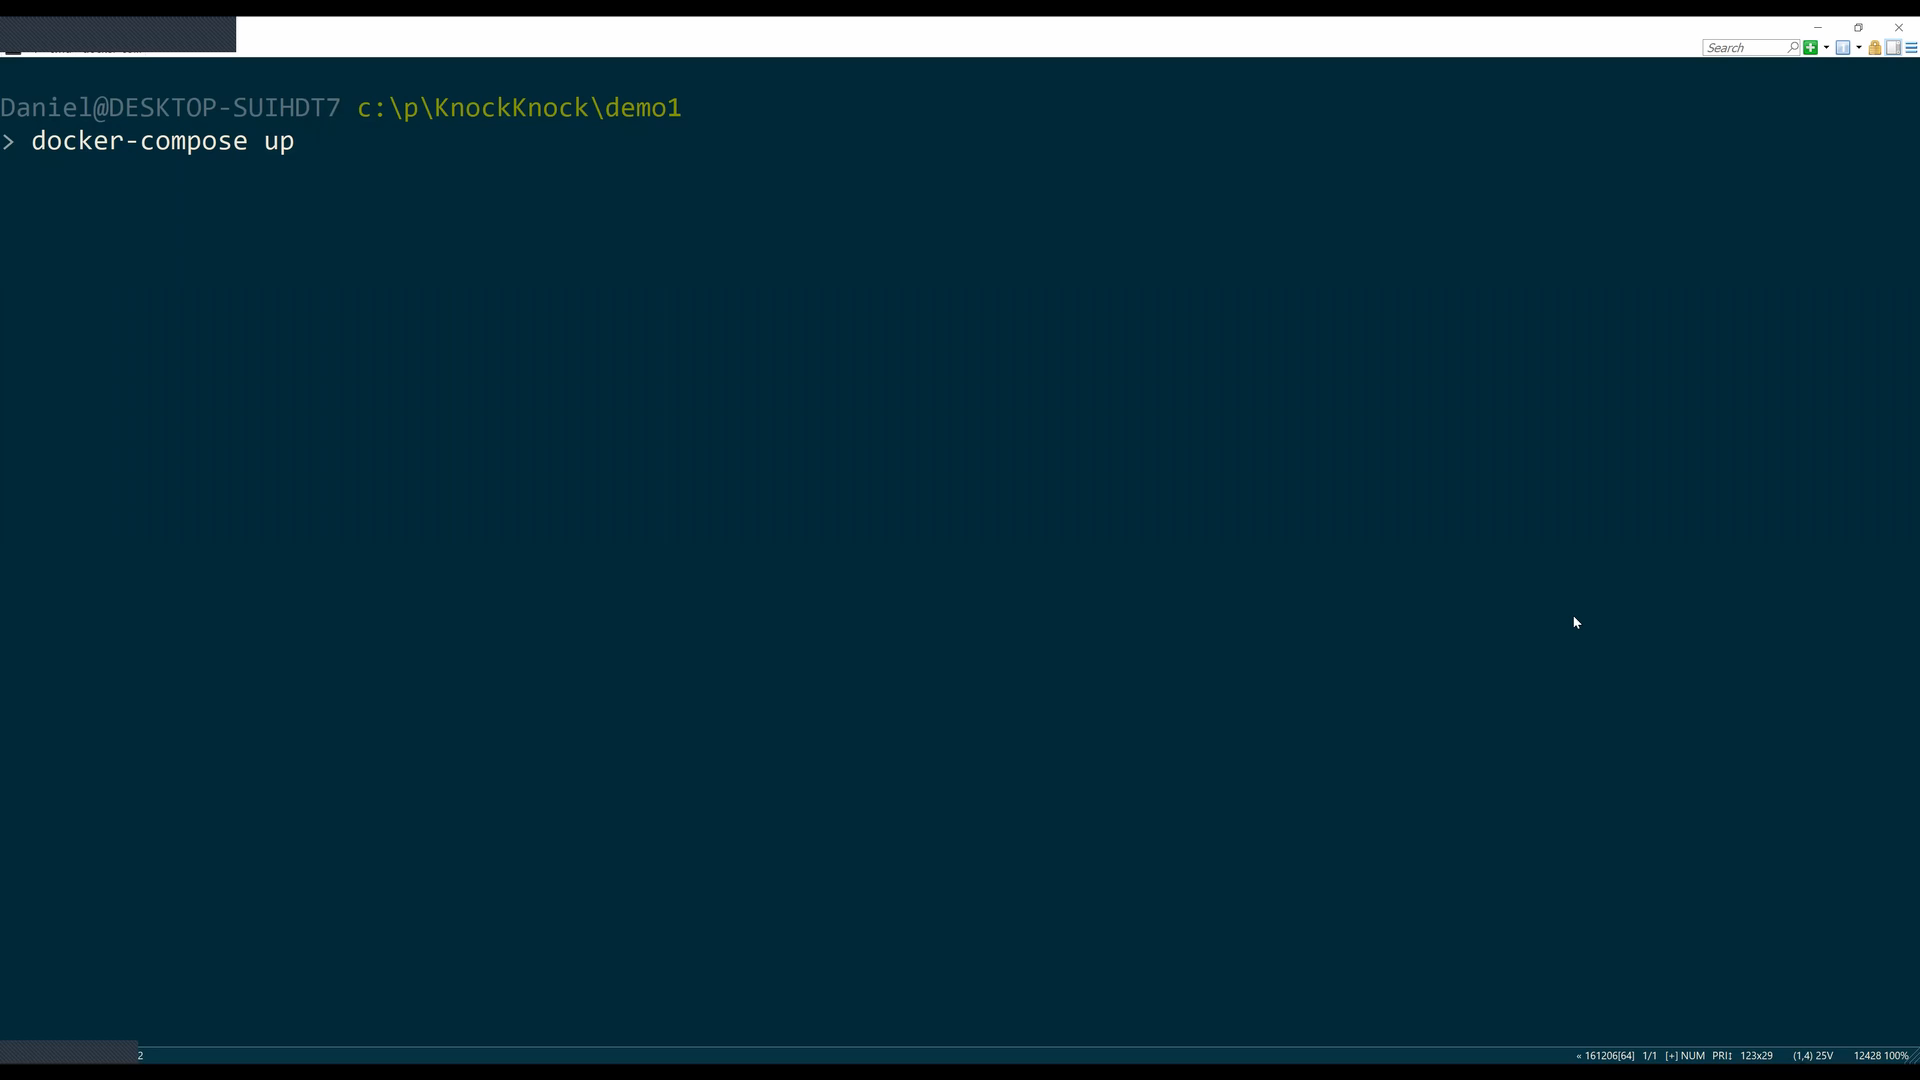 Search
Daniel@DESKTOP-SUIHDT7 c:\p\KnockKnock\demo1
> docker-compose up
2
« 161206[64] 1/1 [+] NUM PRI↕ 123x29 (1,4) 25V 12428 100%